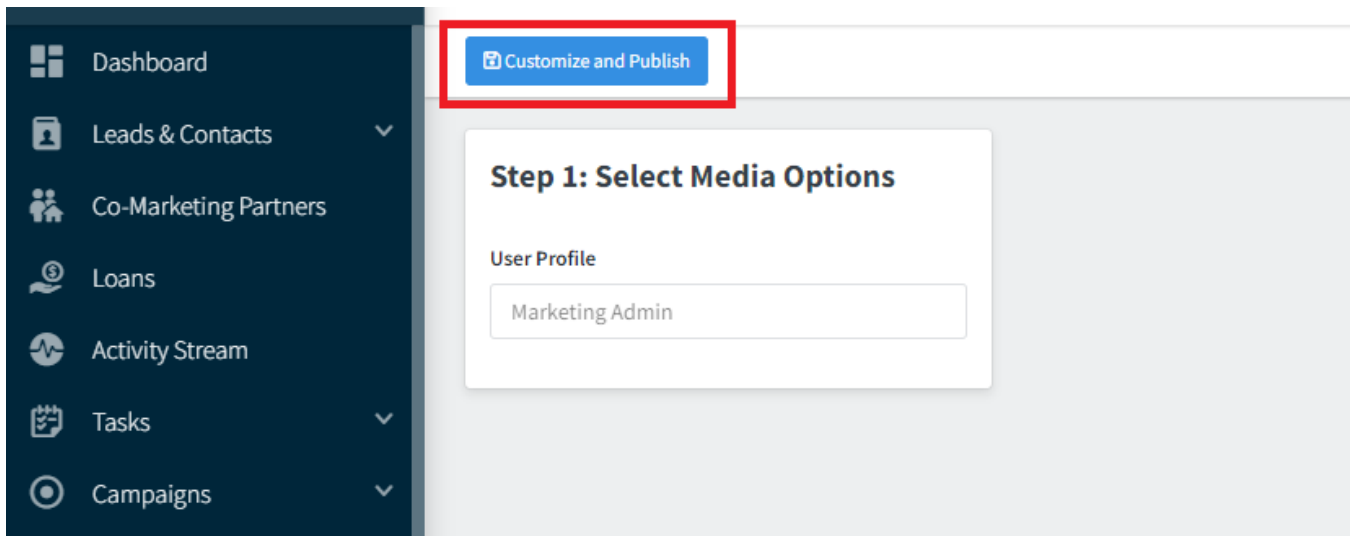 Dashboard
Leads & Contacts
Co-Marketing Partners
Loans
Activity Stream
Tasks
Campaigns
Customize and Publish
Step 1: Select Media Options
User Profile
Marketing Admin